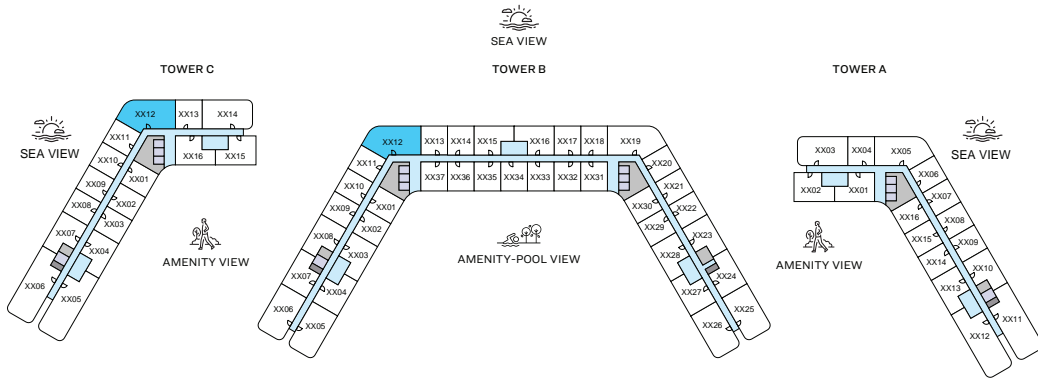 SEA VIEW
TOWER C
TOWER B
TOWER A
SEA VIEW
SEA VIEW
XX12
XX13
XX14
XX11
XX10
XX09
XX08
XX07
XX06
XX16
XX15
XX01
XX02
XX03
XX04
XX05
AMENITY VIEW
XX12
XX13
XX14
XX15
XX16
XX17
XX18
XX19
XX11
XX10
XX09
XX08
XX07
XX06
XX37
XX36
XX35
XX34
XX33
XX32
XX31
XX01
XX02
XX03
XX04
XX05
XX20
XX21
XX22
XX23
XX24
XX25
XX30
XX29
XX28
XX27
XX26
AMENITY-POOL VIEW
XX03
XX04
XX05
XX02
XX01
XX06
XX07
XX08
XX09
XX10
XX11
XX16
XX15
XX14
XX13
XX12
AMENITY VIEW